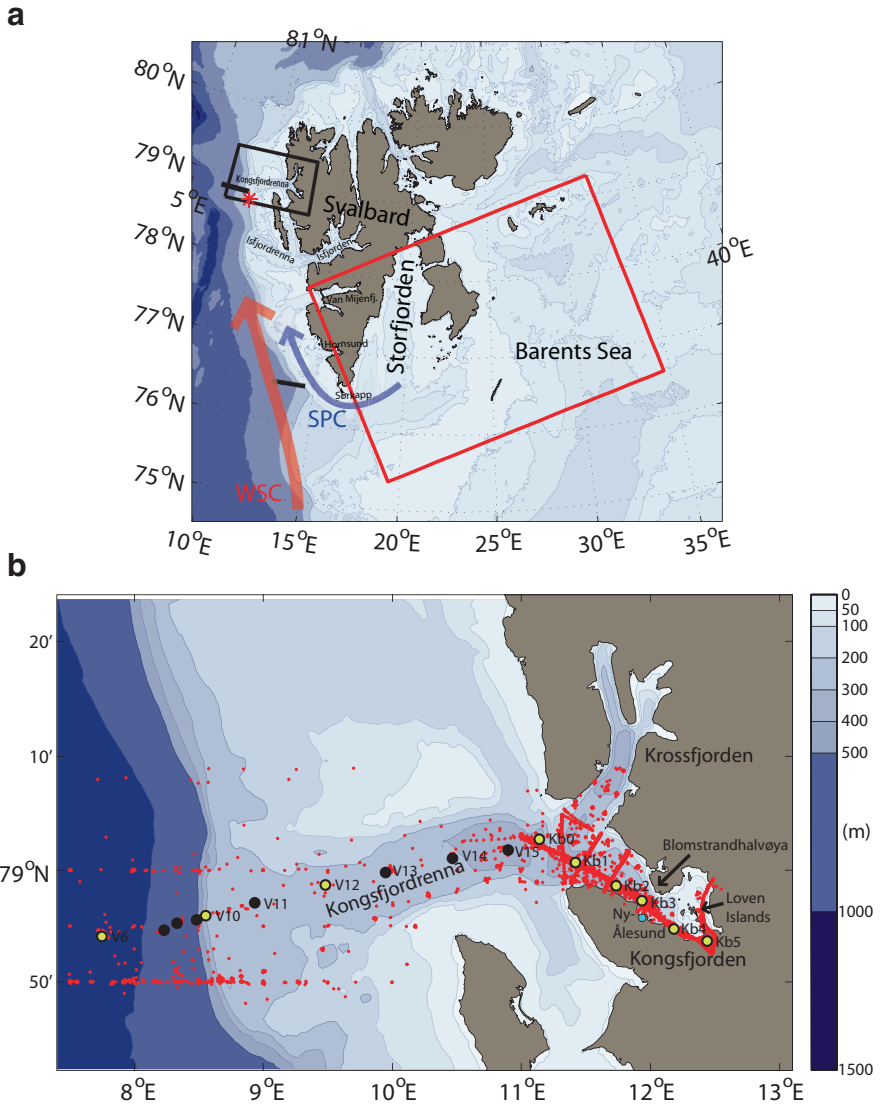 a
81°N
80°N
79°N
Kongsfjordrenna
5°E
Svalbard
78°N
Isfjordrenna
Isfjorden
40°E
Storfjorden
Van Mijenfj.
77°N
Hornsund
Barents Sea
76°N
Sørkapp
SPC
75°N
WSC
10°E
15°E
20°E
25°E
30°E
35°E
b
0
50
100
200
300
400
500
(m)
1000
1500
20'
10'
79°N
50'
Krossfjorden
Blomstrandhalvøya
Kb0
V15
V14
Kb1
V13
V12
Kb2
Kongsfjordrenna
V11
Kb3
Loven
Islands
V10
Ny-
Ålesund
Kb4
V6
Kb5
Kongsfjorden
8°E
9°E
10°E
11°E
12°E
13°E